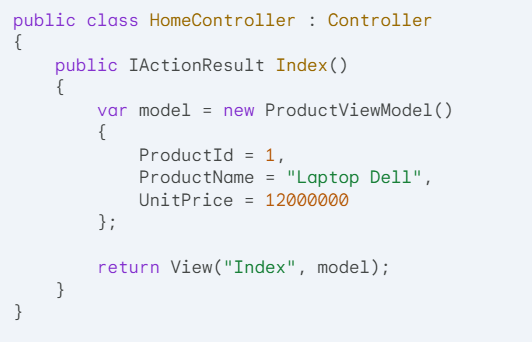 public class HomeController : Controller
{
    public IActionResult Index()
    {
        var model = new ProductViewModel()
        {
            ProductId = 1,
            ProductName = "Laptop Dell",
            UnitPrice = 12000000
        };

        return View("Index", model);
    }
}